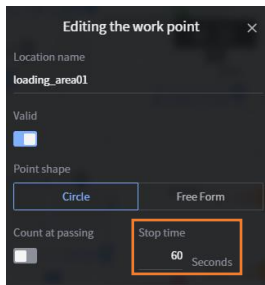 Editing the work point ×
Location name
loading_area01
Valid
Point shape
Circle Free Form
Count at passing Stop time
60 Seconds